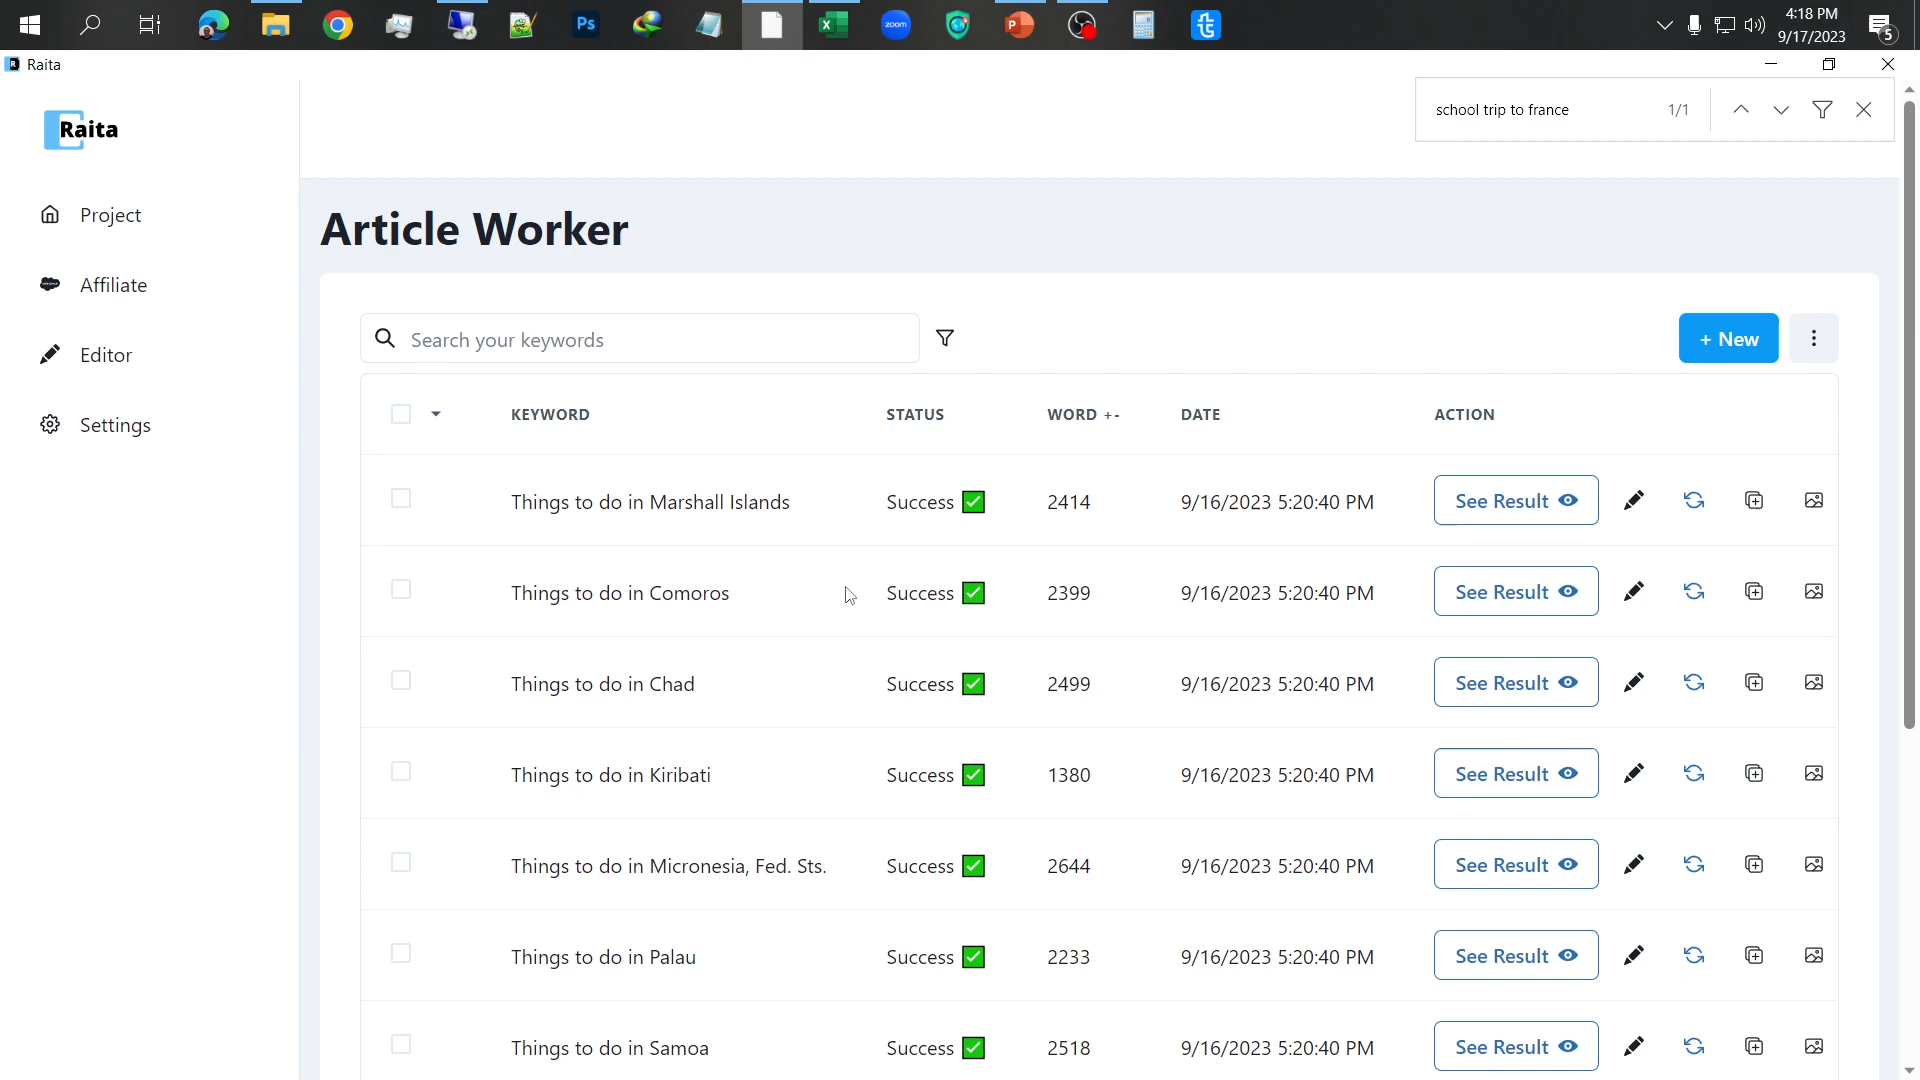 Ps
zoom
4:18 PM
9/17/2023
5
Raita
school trip to france 1/1
Raita
Project
Affiliate
Editor
Settings
Article Worker
Search your keywords
+ New
KEYWORD STATUS WORD +- DATE ACTION
Things to do in Marshall Islands Success 2414 9/16/2023 5:20:40 PM See Result
Things to do in Comoros Success 2399 9/16/2023 5:20:40 PM See Result
Things to do in Chad Success 2499 9/16/2023 5:20:40 PM See Result
Things to do in Kiribati Success 1380 9/16/2023 5:20:40 PM See Result
Things to do in Micronesia, Fed. Sts. Success 2644 9/16/2023 5:20:40 PM See Result
Things to do in Palau Success 2233 9/16/2023 5:20:40 PM See Result
Things to do in Samoa Success 2518 9/16/2023 5:20:40 PM See Result